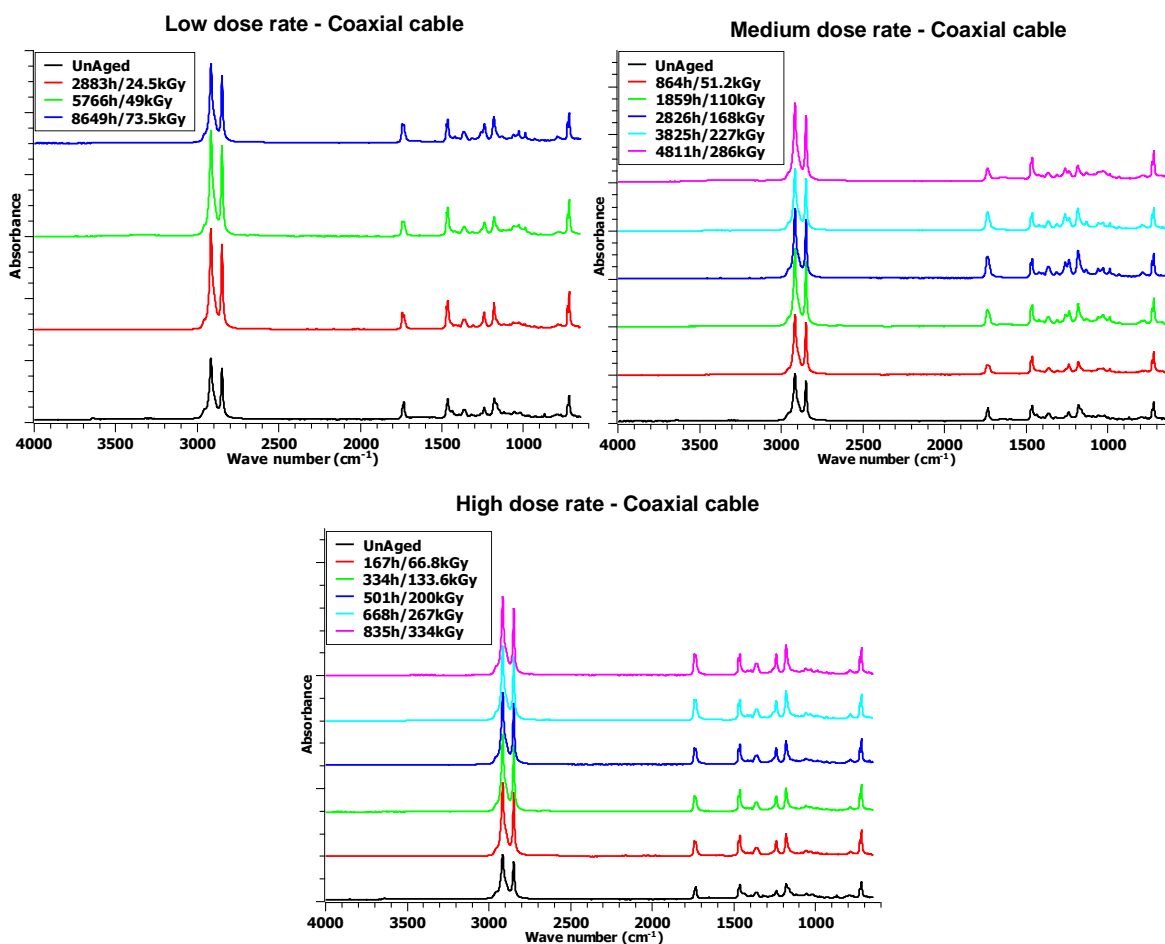 Low dose rate - Coaxial cable
UnAged
2883h/24.5kGy
5766h/49kGy
8649h/73.5kGy
Absorbance
4000 3500 3000 2500 2000 1500 1000
Wave number (cm⁻¹)
Medium dose rate - Coaxial cable
UnAged
864h/51.2kGy
1859h/110kGy
2826h/168kGy
3825h/227kGy
4811h/286kGy
Absorbance
4000 3500 3000 2500 2000 1500 1000
Wave number (cm⁻¹)
High dose rate - Coaxial cable
UnAged
167h/66.8kGy
334h/133.6kGy
501h/200kGy
668h/267kGy
835h/334kGy
Absorbance
4000 3500 3000 2500 2000 1500 1000
Wave number (cm⁻¹)